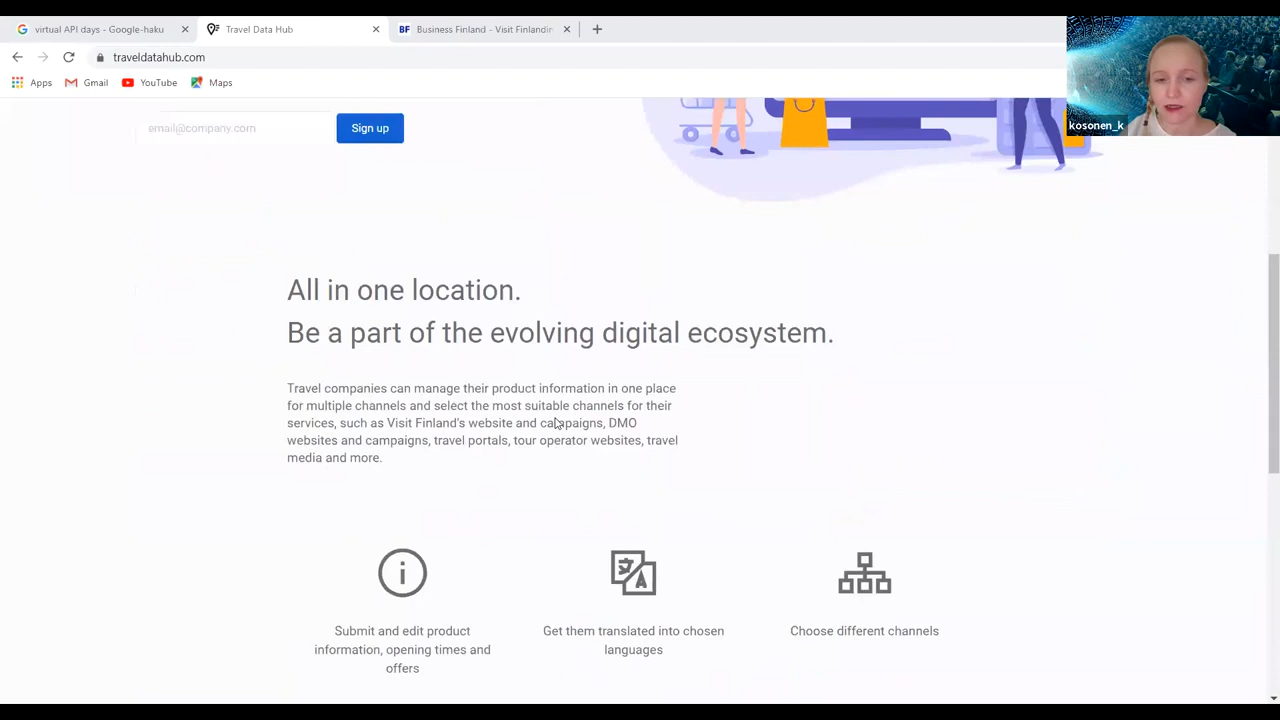 virtual API days - Google-haku
Travel Data Hub
BF
Business Finland - Visit Finlandin
traveldatahub.com
Apps
Gmail
YouTube
Maps
kosonen_k
email@company.com
Sign up
All in one location.
Be a part of the evolving digital ecosystem.
Travel companies can manage their product information in one place
for multiple channels and select the most suitable channels for their
services, such as Visit Finland's website and campaigns, DMO
websites and campaigns, travel portals, tour operator websites, travel
media and more.
Submit and edit product
information, opening times and
offers
Get them translated into chosen
languages
Choose different channels